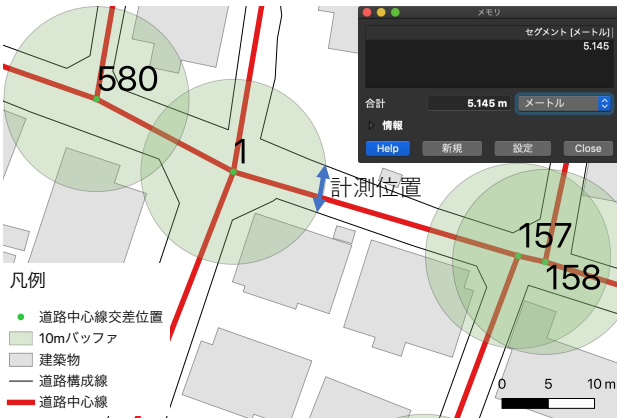 メモリ
セグメント [メートル]
5.145
合計 5.145 m メートル
情報
Help 新規 設定 Close
580
1
計測位置
157
158
凡例
道路中心線交差位置
10mバッファ
建築物
道路構成線
道路中心線
0 5 10 m